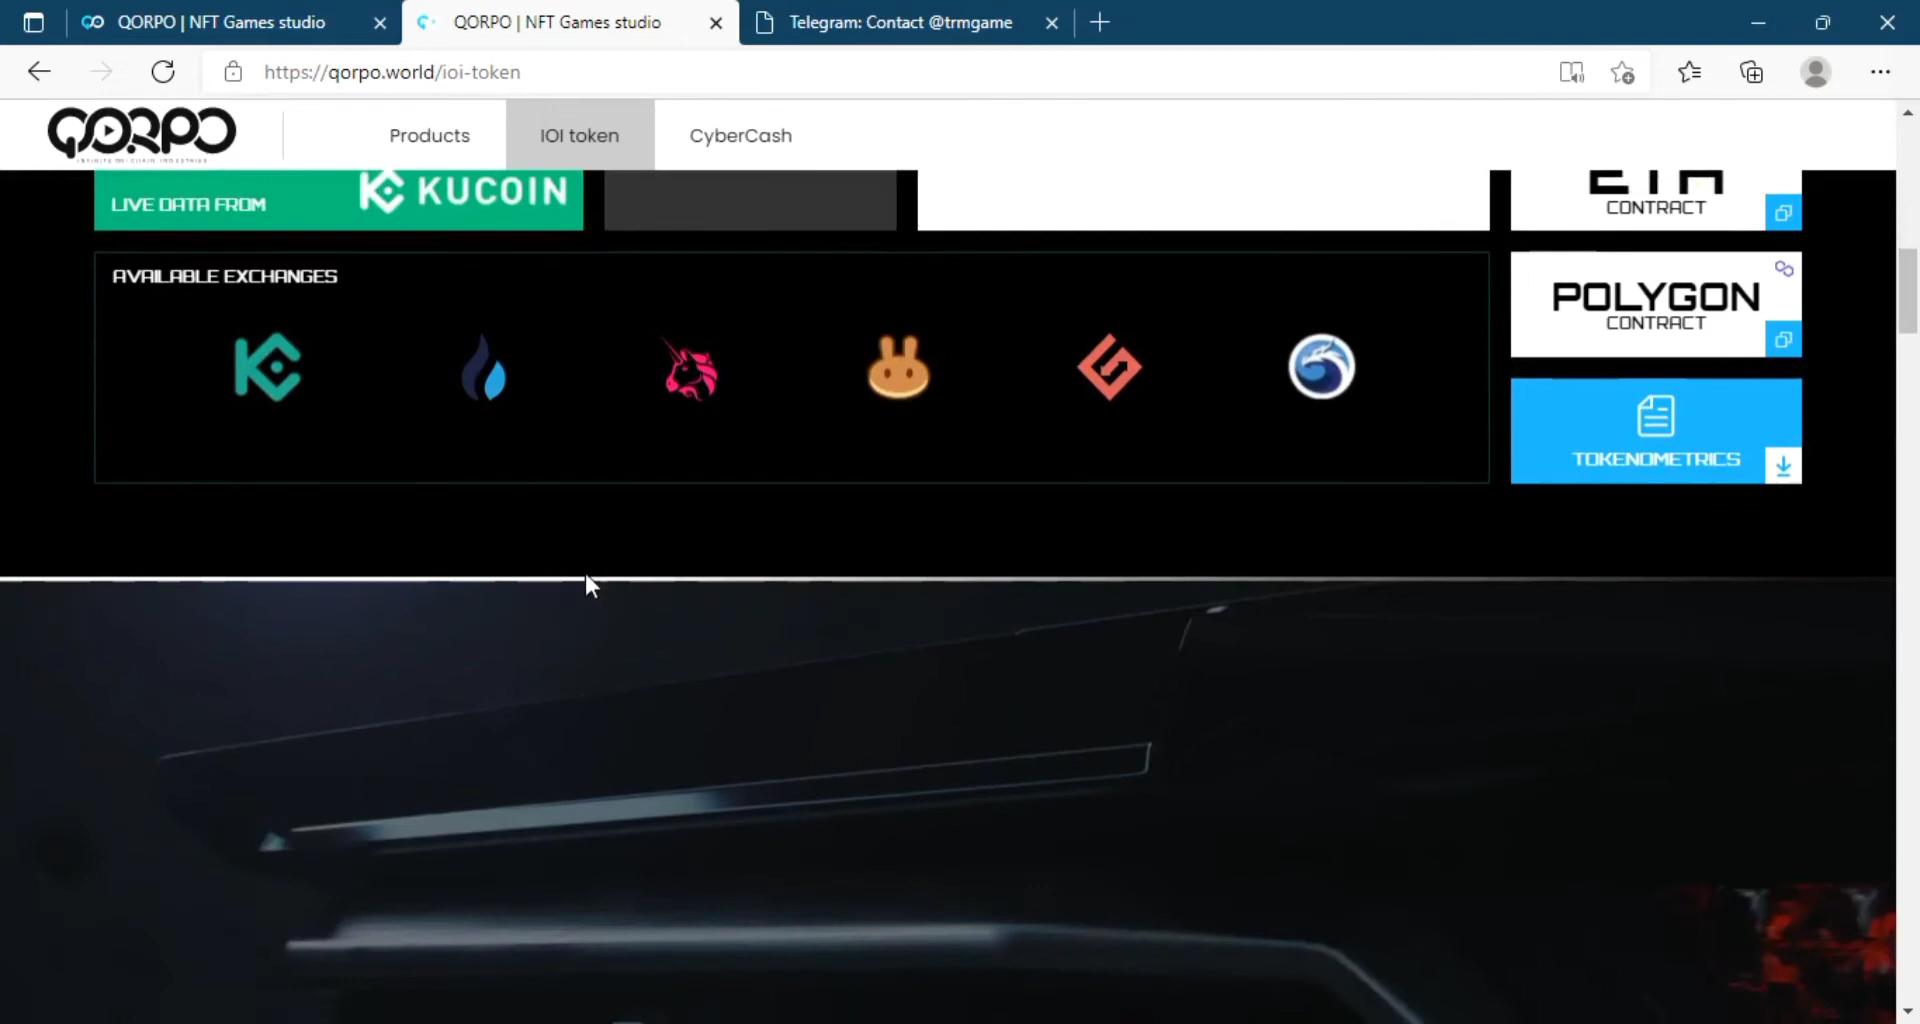 QORPO | NFT Games studio
QORPO | NFT Games studio
Telegram: Contact @trmgame
https://qorpo.world/ioi-token
QORPO
Products
IOI token
CyberCash
LIVE DATA FROM
KUCOIN
CONTRACT
AVAILABLE EXCHANGES
POLYGON
CONTRACT
TOKENOMETRICS